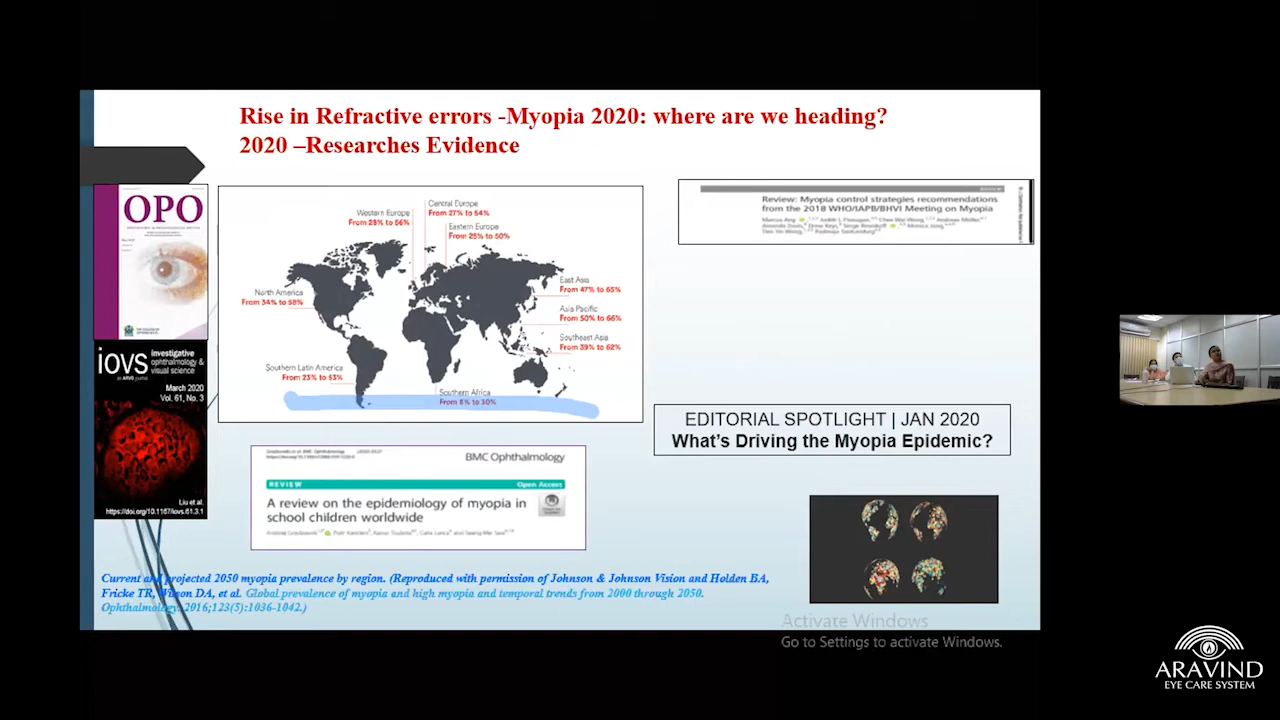 Rise in Refractive errors -Myopia 2020: where are we heading?
2020 –Researches Evidence
OPO
iovs
Investigative
ophthalmology &
visual science
an ARVO journal
March 2020
Vol. 61, No. 3
Liu et al.
https://doi.org/10.1167/iovs.61.3.1
Western Europe
From 28% to 56%
Central Europe
From 27% to 54%
Eastern Europe
From 25% to 50%
North America
From 34% to 58%
East Asia
From 47% to 65%
Asia Pacific
From 50% to 66%
Southeast Asia
From 39% to 62%
Southern Latin America
From 23% to 53%
Southern Africa
From 8% to 30%
Review: Myopia control strategies recommendations
from the 2018 WHO/IAPB/BHVI Meeting on Myopia
EDITORIAL SPOTLIGHT | JAN 2020
What's Driving the Myopia Epidemic?
BMC Ophthalmology
REVIEW
Open Access
A review on the epidemiology of myopia in
school children worldwide
Current and projected 2050 myopia prevalence by region. (Reproduced with permission of Johnson & Johnson Vision and Holden BA,
Fricke TR, Wilson DA, et al. Global prevalence of myopia and high myopia and temporal trends from 2000 through 2050.
Ophthalmology. 2016;123(5):1036-1042.)
Activate Windows
Go to Settings to activate Windows.
ARAVIND
EYE CARE SYSTEM